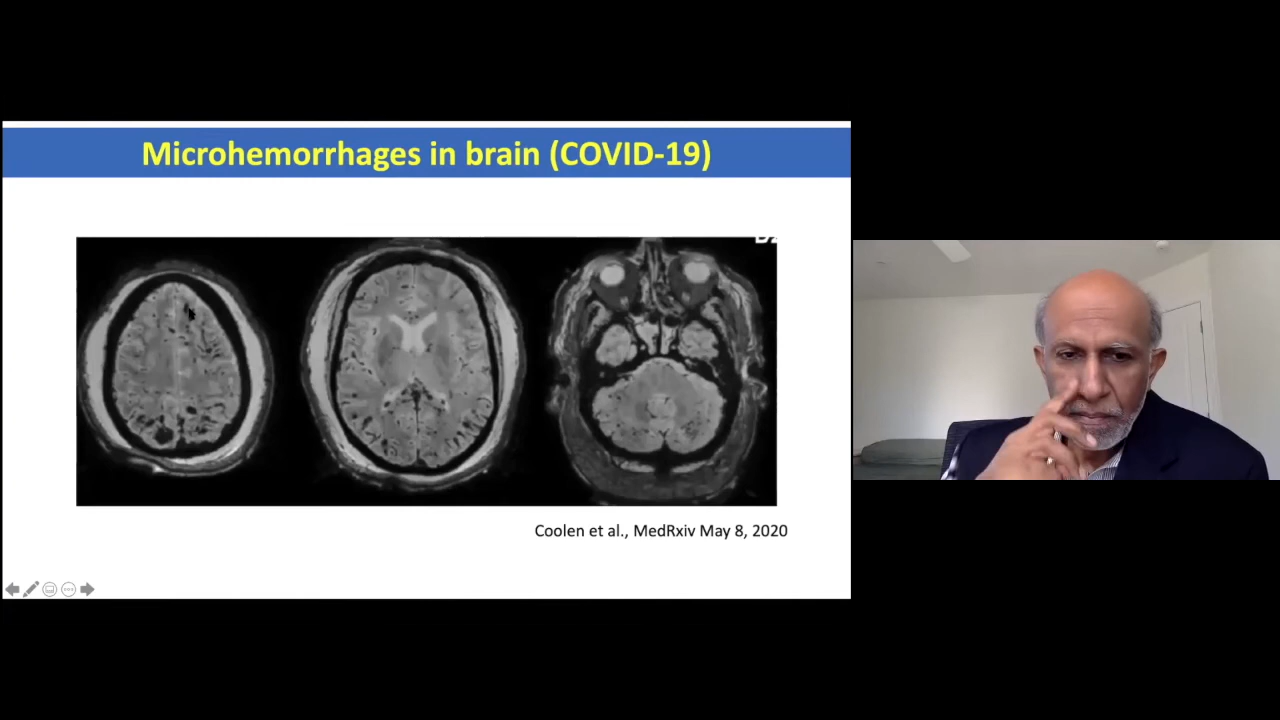 Microhemorrhages in brain (COVID-19)
Coolen et al., MedRxiv May 8, 2020